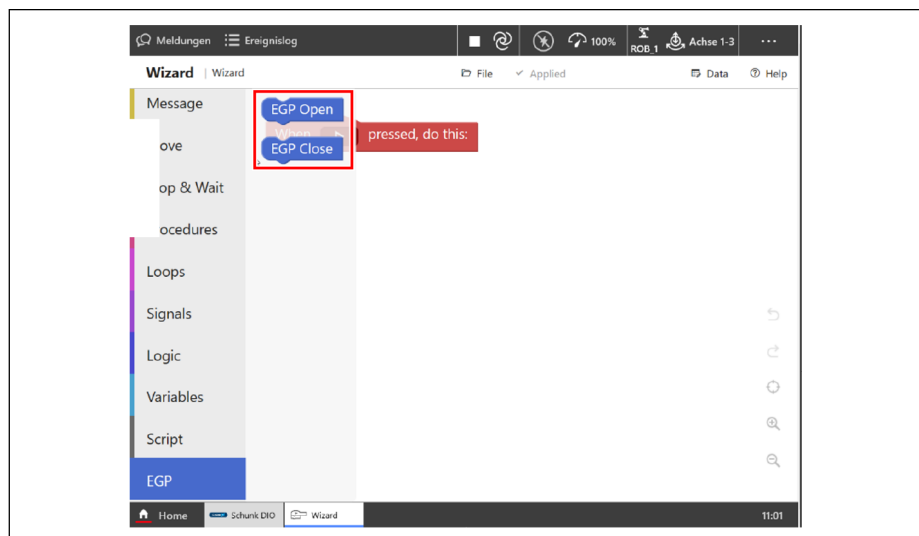 Meldungen Ereignislog 100% ROB_1 Achse 1-3 ...
Wizard | Wizard File Applied Data Help
Message
EGP Open
When pressed, do this:
EGP Close
ove
op & Wait
ocedures
Loops
Signals
Logic
Variables
Script
EGP
Home Schunk DIO Wizard 11:01